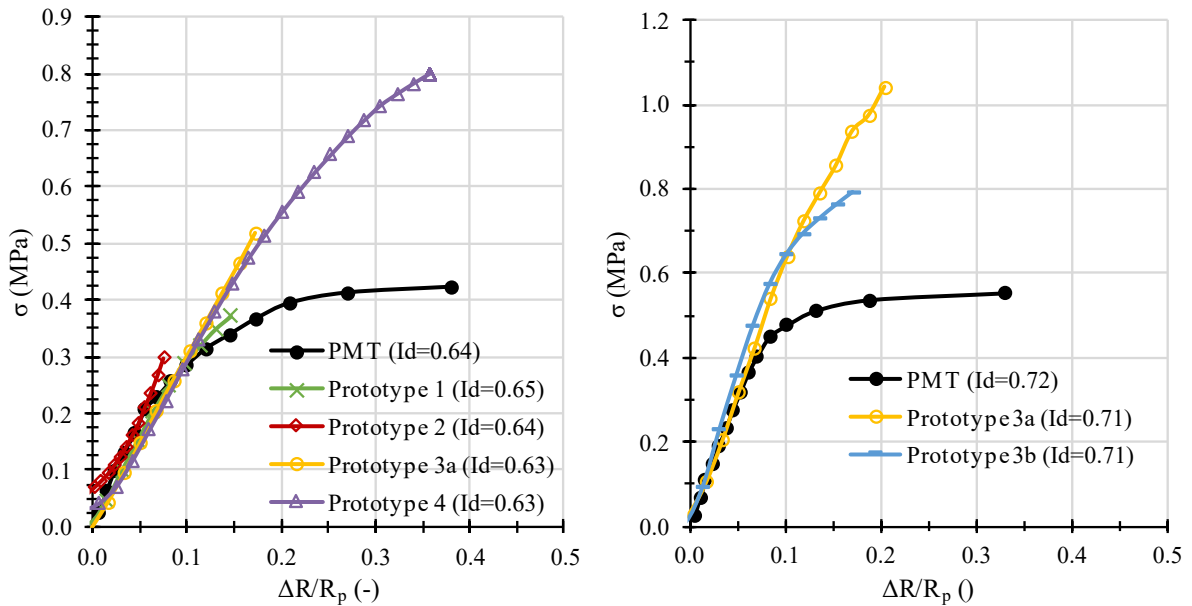 0.9
0.8
0.7
0.6
0.5
0.4
0.3
0.2
0.1
0.0
σ (MPa)
0.0 0.1 0.2 0.3 0.4 0.5
ΔR/Rp (-)
PMT (Id=0.64)
Prototype 1 (Id=0.65)
Prototype 2 (Id=0.64)
Prototype 3a (Id=0.63)
Prototype 4 (Id=0.63)
1.2
1.0
0.8
0.6
0.4
0.2
0.0
σ (MPa)
0.0 0.1 0.2 0.3 0.4 0.5
ΔR/Rp ()
PMT (Id=0.72)
Prototype 3a (Id=0.71)
Prototype 3b (Id=0.71)